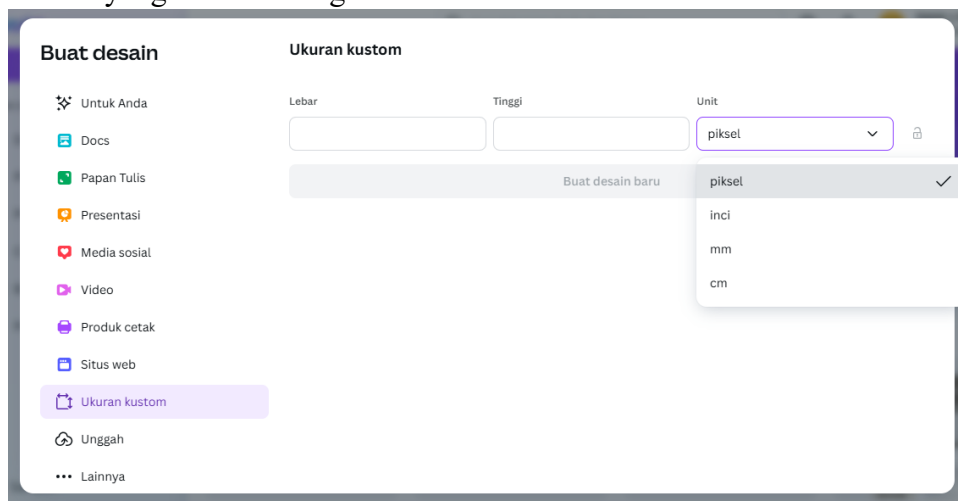 Buat desain
Ukuran kustom
Untuk Anda
Docs
Papan Tulis
Presentasi
Media sosial
Video
Produk cetak
Situs web
Ukuran kustom
Unggah
Lainnya
Lebar
Tinggi
Unit
piksel
Buat desain baru
piksel
inci
mm
cm